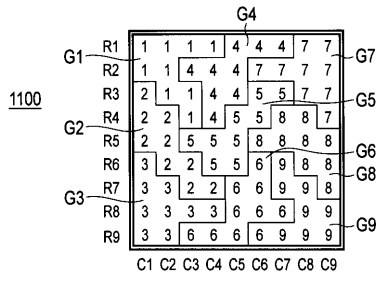 G4
R1 1 1 1 1 4 4 4 7 7
G1 G7
R2 1 1 4 4 4 7 7 7 7
1100
R3 2 1 1 4 4 5 5 7 7
G5
R4 2 2 1 4 5 5 8 8 7
G2
R5 2 2 5 5 5 8 8 8 8
G6
R6 3 2 2 5 5 6 9 8 8
G8
R7 3 3 2 2 6 6 9 9 8
G3
R8 3 3 3 3 6 6 6 9 9
R9 3 3 6 6 6 6 9 9 9
G9
C1 C2 C3 C4 C5 C6 C7 C8 C9